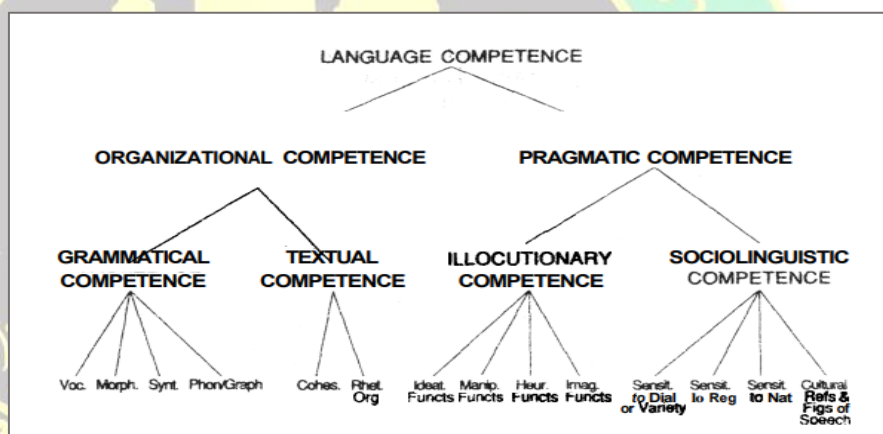 LANGUAGE COMPETENCE
ORGANIZATIONAL COMPETENCE PRAGMATIC COMPETENCE
GRAMMATICAL COMPETENCE
TEXTUAL COMPETENCE
ILLOCUTIONARY COMPETENCE
SOCIOLINGUISTIC COMPETENCE
Voc. Morph. Synt. Phon/Graph
Cohes. Rhet. Org
Ideat. Functs
Manip. Functs
Heur. Functs
Imag. Functs
Sensit. to Dial or Variety
Sensit. to Reg
Sensit. to Nat
Cultural Refs & Figs of Speech